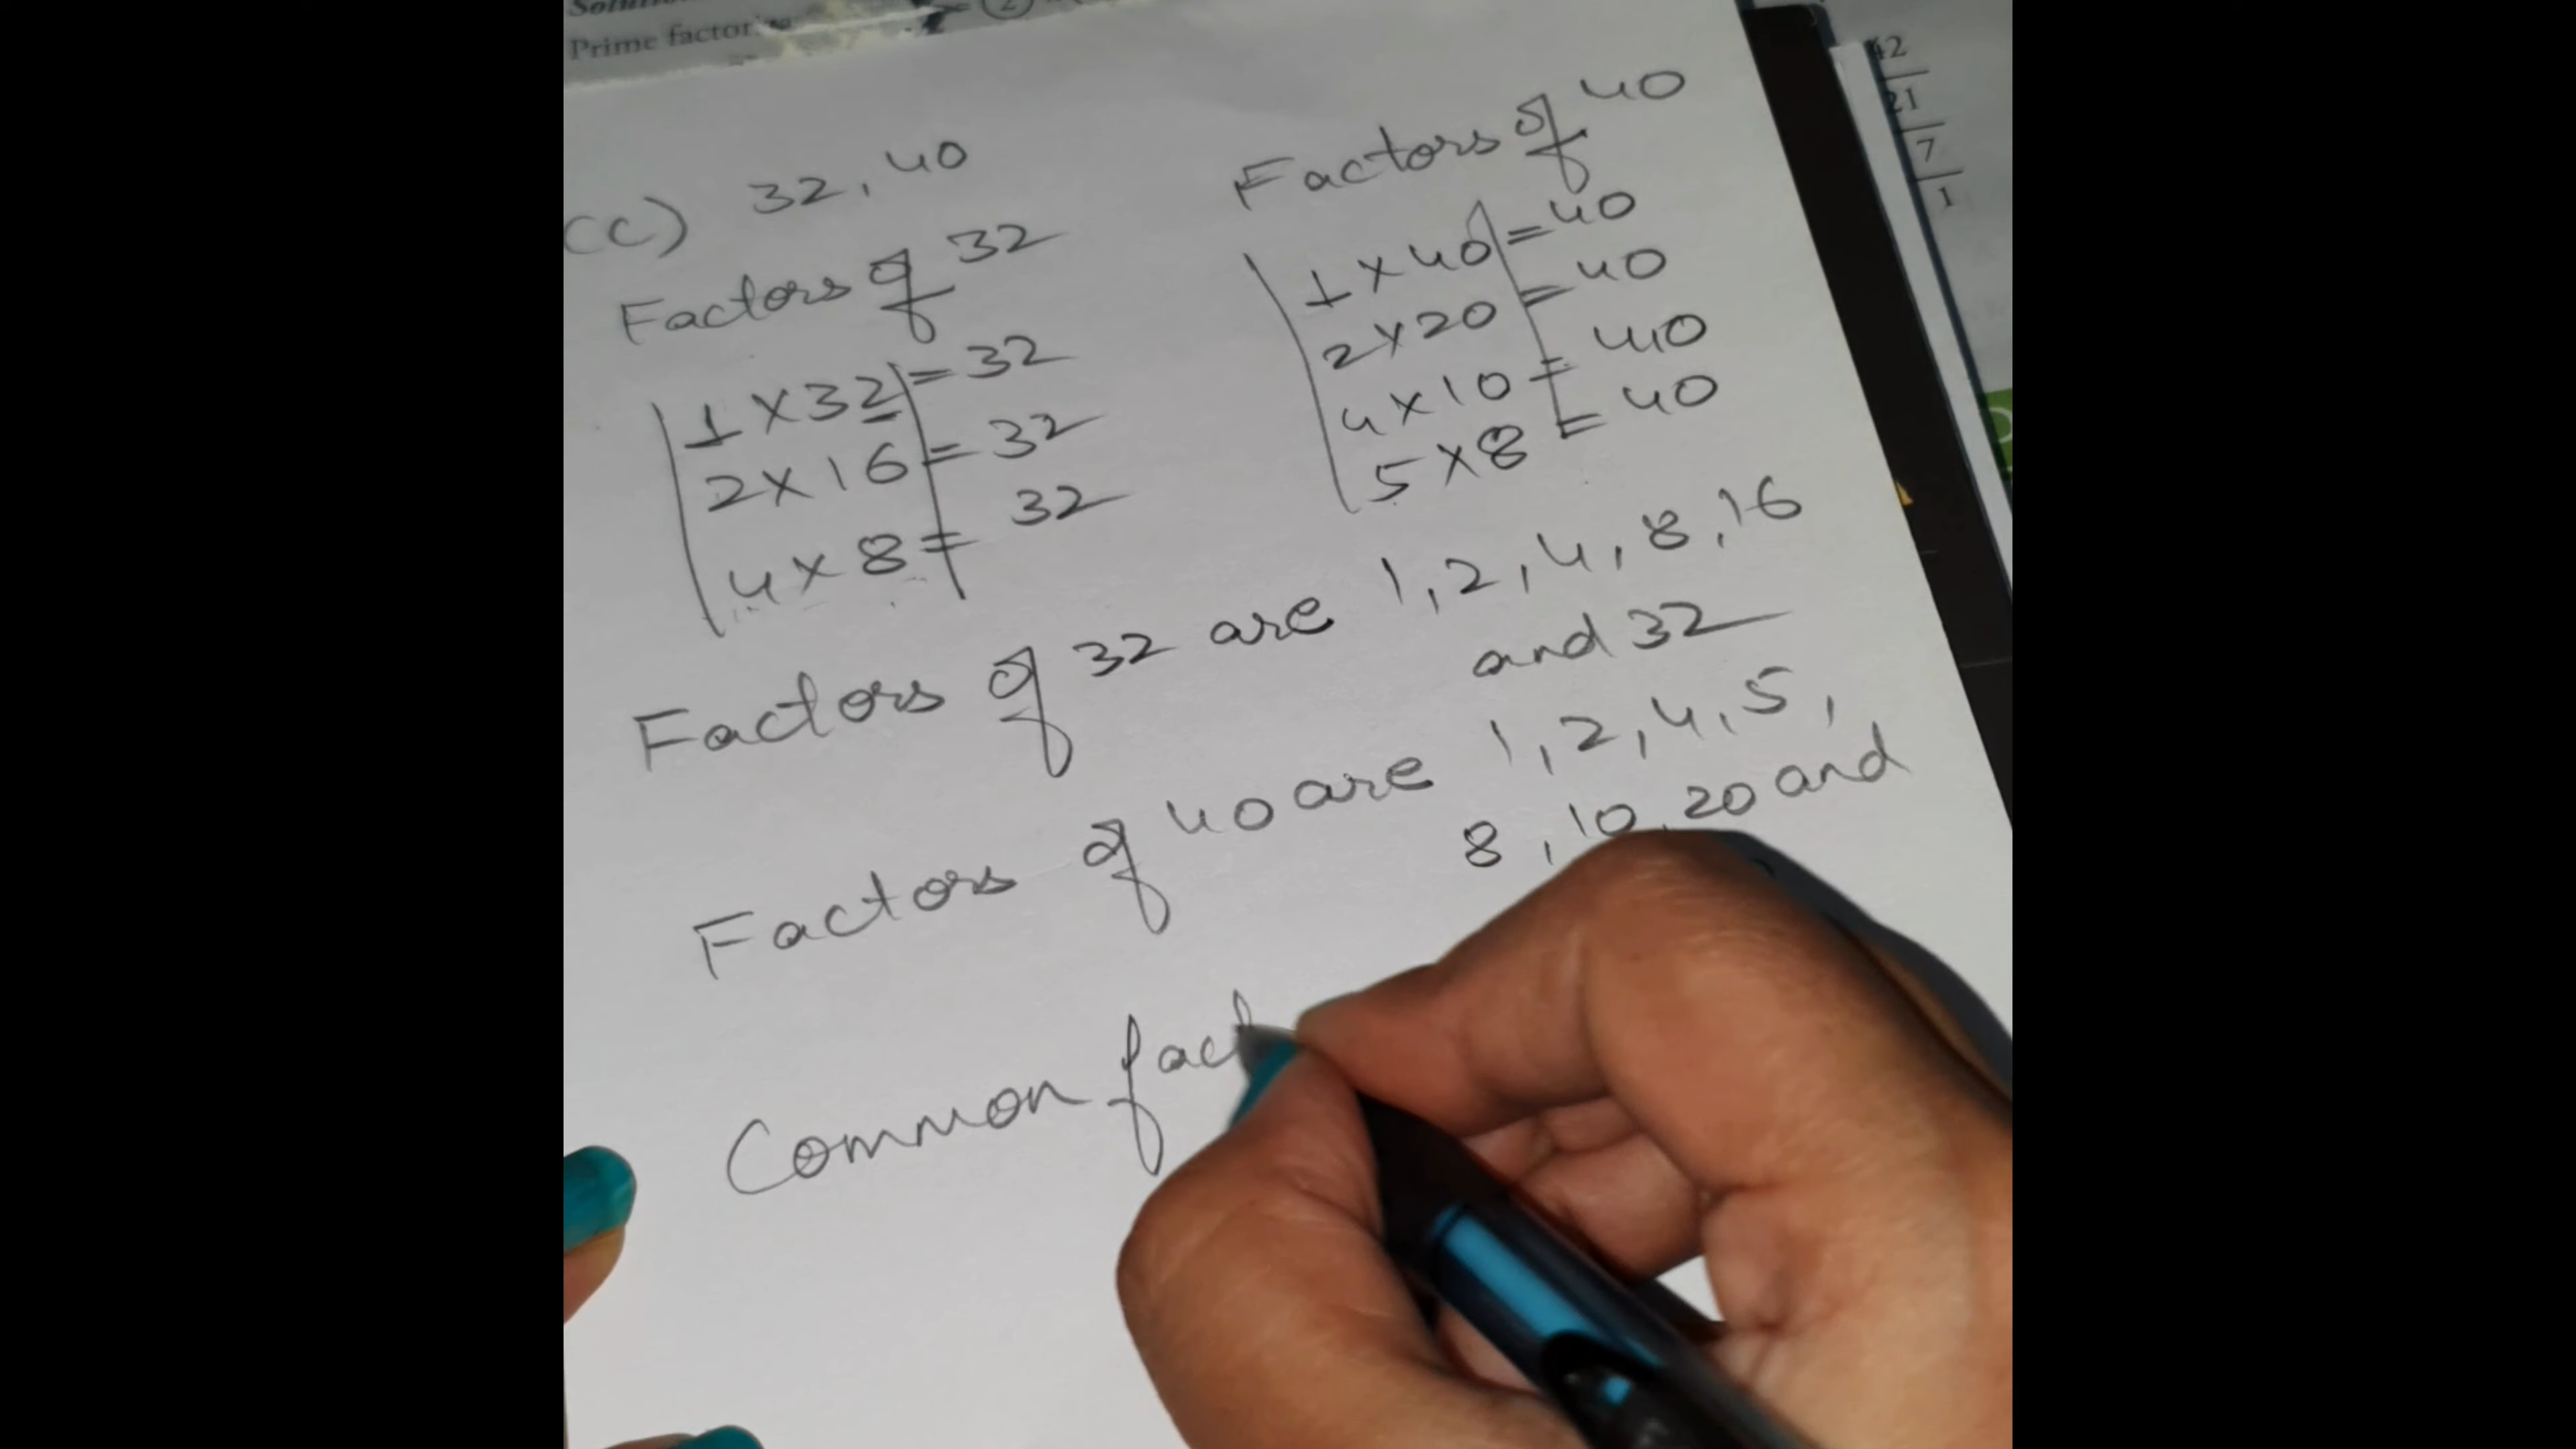 Prime factor
(C) 32, 40
Factors of 32
1 X 32 = 32
2 X 16 = 32
4 X 8 = 32
Factors of 40
1 X 40 = 40
2 X 20 = 40
4 X 10 = 40
5 X 8 = 40
Factors of 32 are 1, 2, 4, 8, 16
and 32
Factors of 40 are 1, 2, 4, 5,
8, 10, 20 and
Common fact
42
21
7
1